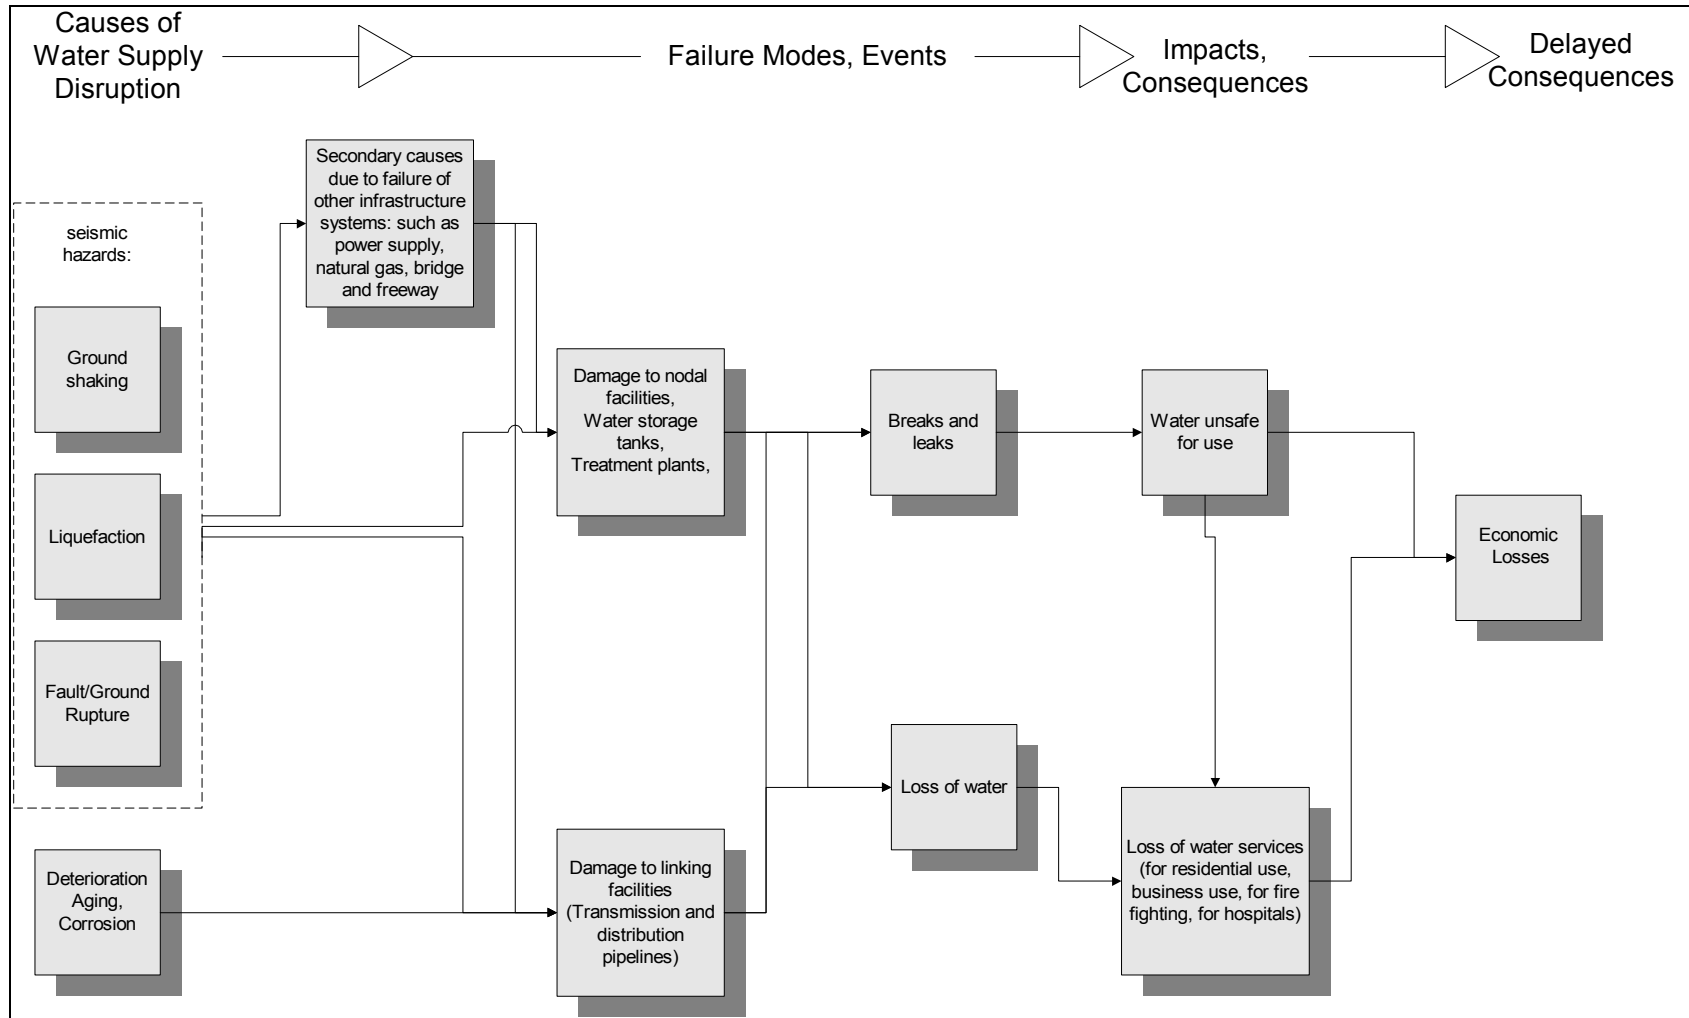 Causes of
Water Supply
Disruption
Failure Modes, Events
Impacts,
Consequences
Delayed
Consequences
Secondary causes
due to failure of
other infrastructure
systems: such as
power supply,
natural gas, bridge
and freeway
seismic
hazards:
Ground
shaking
Liquefaction
Fault/Ground
Rupture
Deterioration
Aging,
Corrosion
Damage to nodal
facilities,
Water storage
tanks,
Treatment plants,
Damage to linking
facilities
(Transmission and
distribution
pipelines)
Breaks and
leaks
Loss of water
Water unsafe
for use
Loss of water services
(for residential use,
business use, for fire
fighting, for hospitals)
Economic
Losses